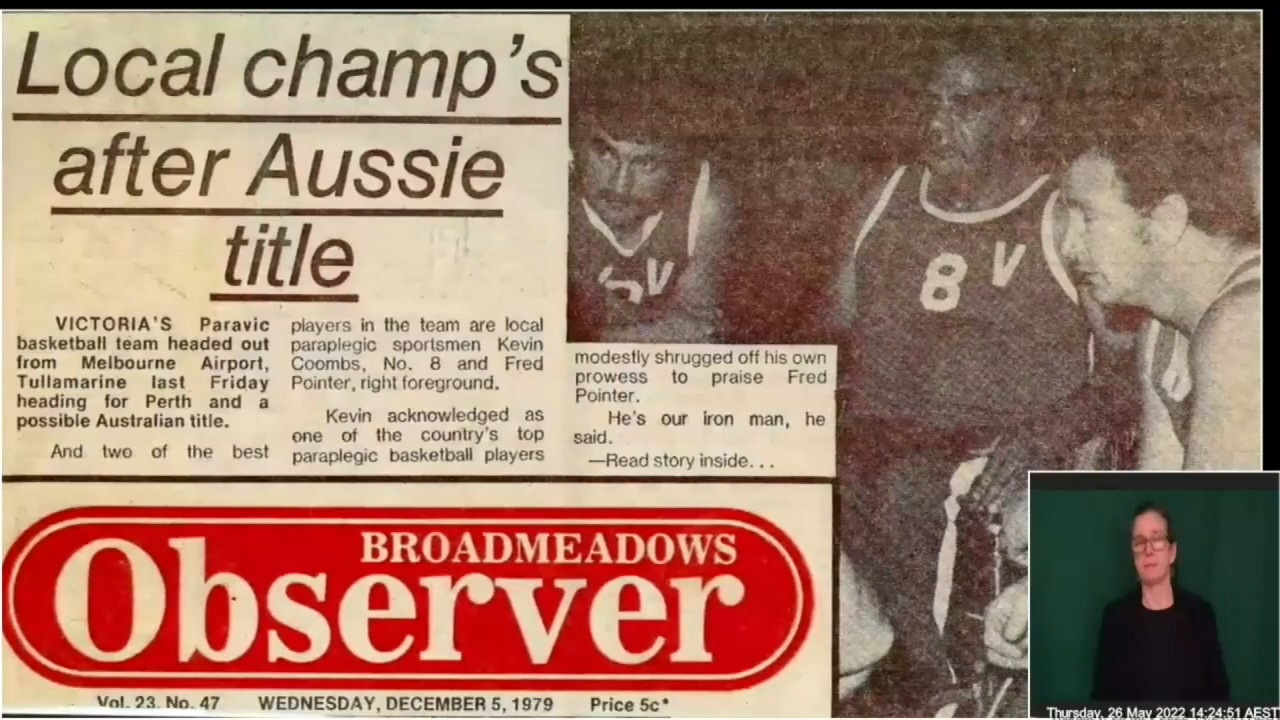 Local champ's
after Aussie
title
VICTORIA'S Paravic
basketball team headed out
from Melbourne Airport,
Tullamarine last Friday
heading for Perth and a
possible Australian title.
And two of the best
players in the team are local
paraplegic sportsmen Kevin
Coombs, No. 8 and Fred
Pointer, right foreground.
Kevin acknowledged as
one of the country's top
paraplegic basketball players
modestly shrugged off his own
prowess to praise Fred
Pointer.
He's our iron man, he
said.
—Read story inside...
V
8 V
BROADMEADOWS
Observer
Vol. 23. No. 47 WEDNESDAY, DECEMBER 5, 1979 Price 5c*
Thursday, 26 May 2022 14:24:51 AEST